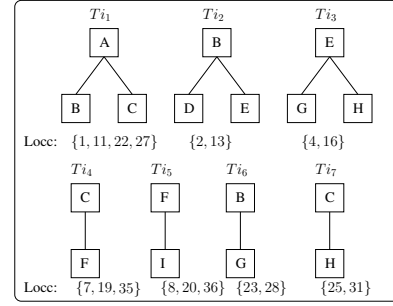 Ti₁ Ti₂ Ti₃
A B E
B C D E G H
Locc: {1, 11, 22, 27} {2, 13} {4, 16}
Ti₄ Ti₅ Ti₆ Ti₇
C F B C
F I G H
Locc: {7, 19, 35} {8, 20, 36} {23, 28} {25, 31}